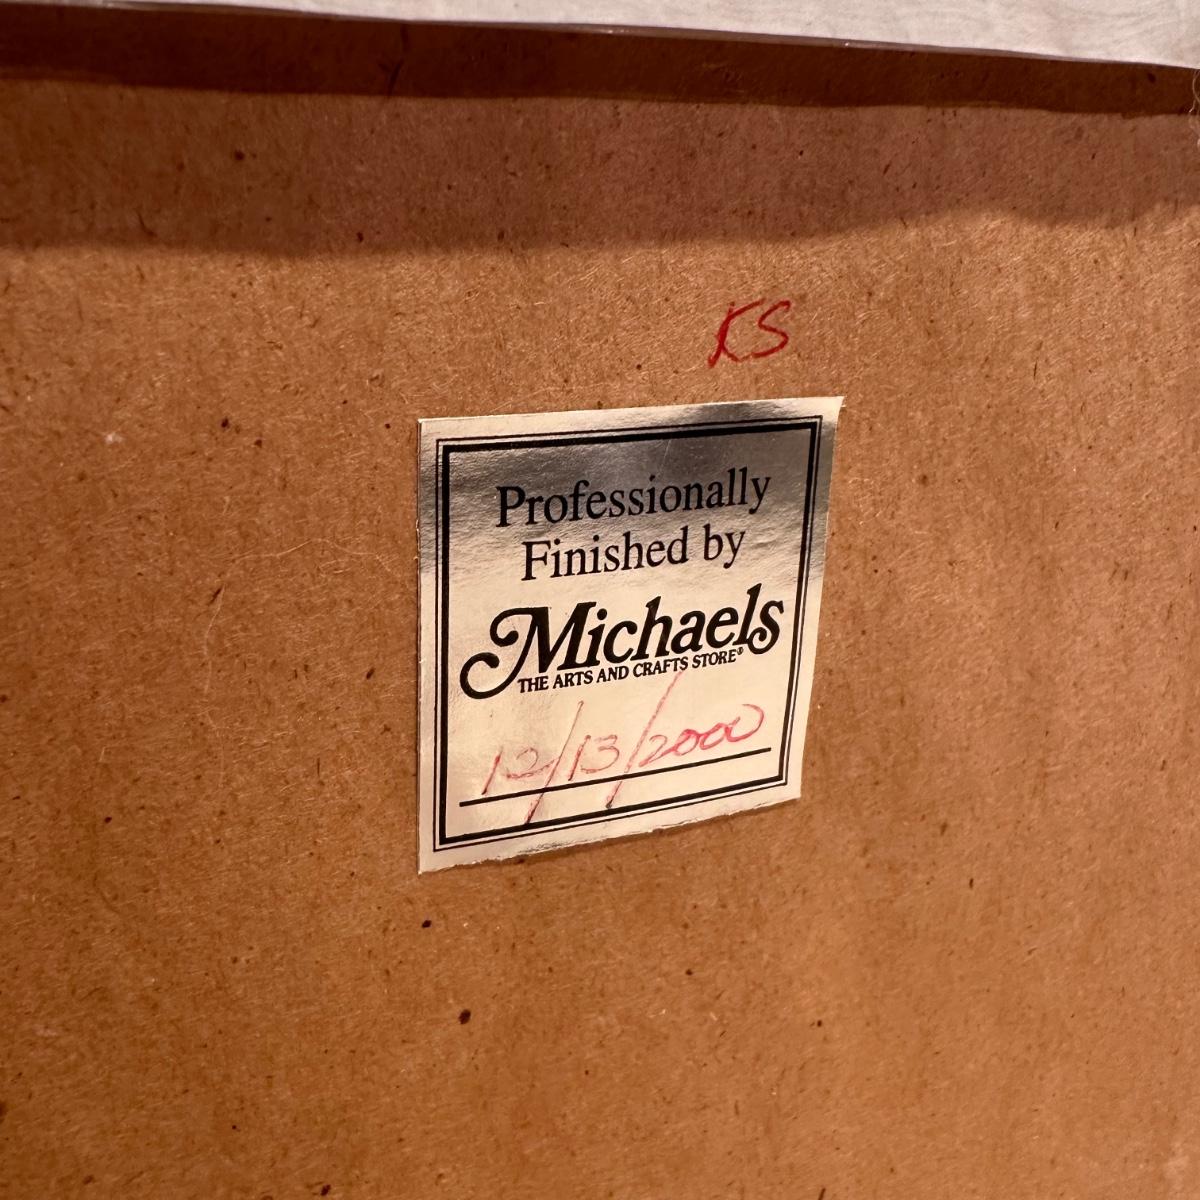 KS
Professionally
Finished by
Michaels
THE ARTS AND CRAFTS STORE®
12/13/2000